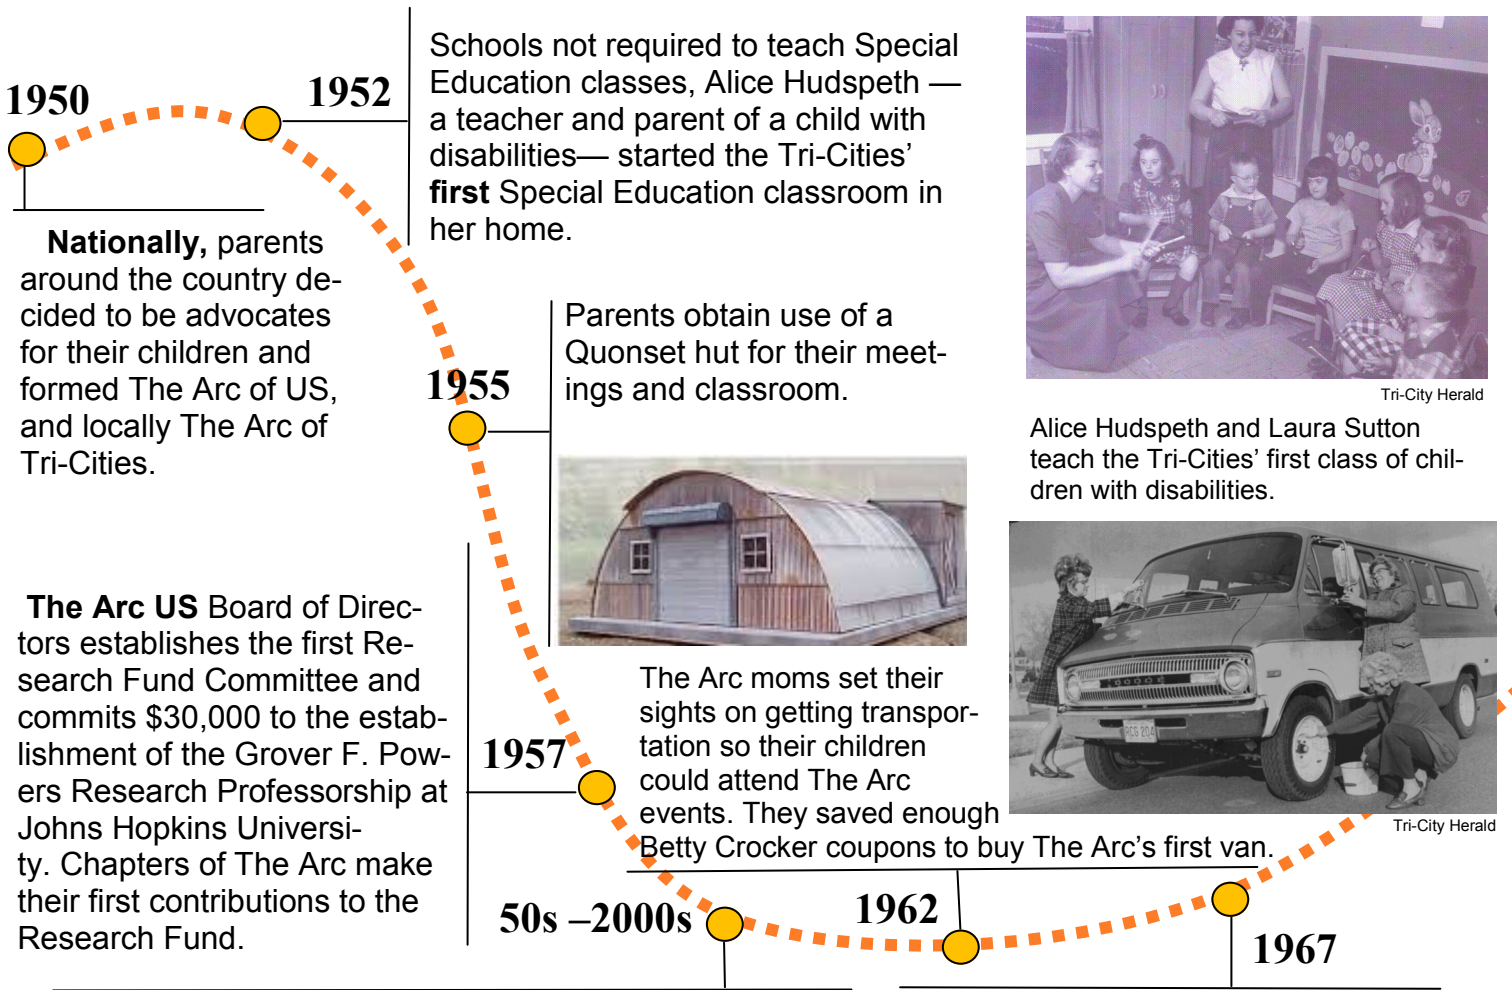 1950
Nationally, parents
around the country de-
cided to be advocates
for their children and
formed The Arc of US,
and locally The Arc of
Tri-Cities.
1952
Schools not required to teach Special
Education classes, Alice Hudspeth —
a teacher and parent of a child with
disabilities— started the Tri-Cities’
first Special Education classroom in
her home.
Tri-City Herald
Alice Hudspeth and Laura Sutton
teach the Tri-Cities’ first class of chil-
dren with disabilities.
1955
Parents obtain use of a
Quonset hut for their meet-
ings and classroom.
1957
The Arc US Board of Direc-
tors establishes the first Re-
search Fund Committee and
commits $30,000 to the estab-
lishment of the Grover F. Pow-
ers Research Professorship at
Johns Hopkins Universi-
ty. Chapters of The Arc make
their first contributions to the
Research Fund.
The Arc moms set their
sights on getting transpor-
tation so their children
could attend The Arc
events. They saved enough
Betty Crocker coupons to buy The Arc’s first van.
DODGE
RCG 204
Tri-City Herald
50s –2000s
1962
1967